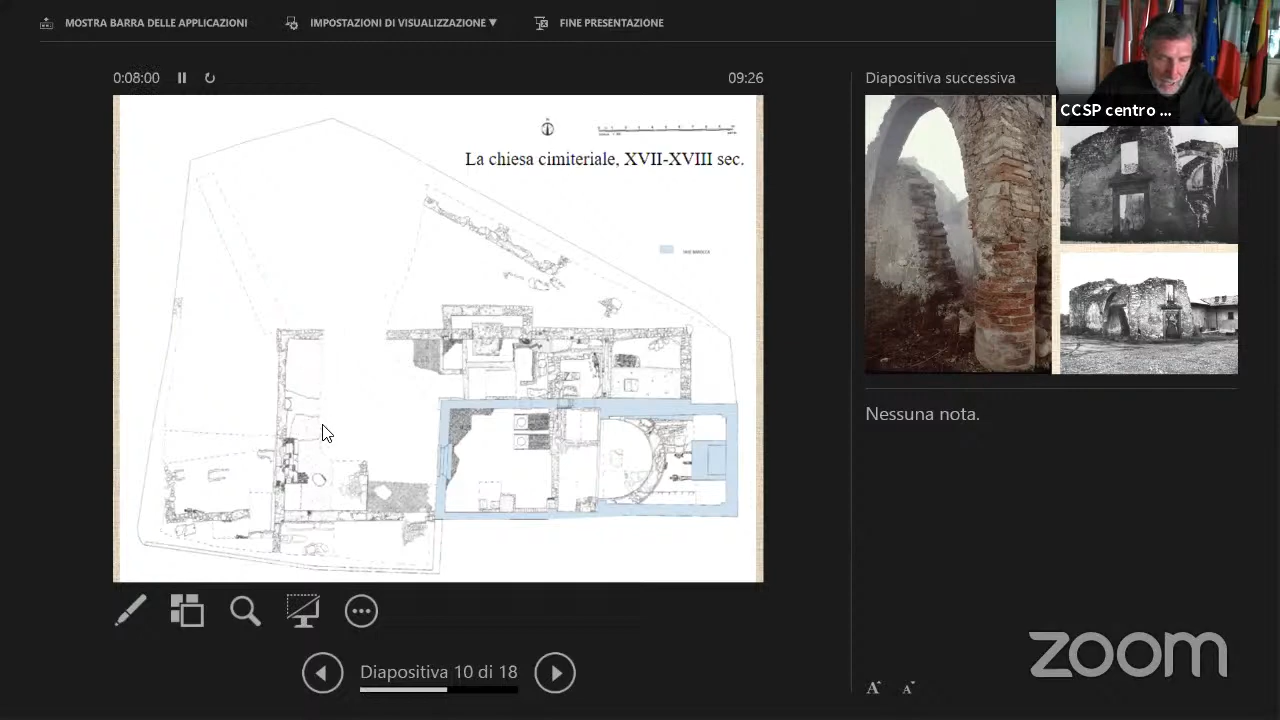 MOSTRA BARRA DELLE APPLICAZIONI
IMPOSTAZIONI DI VISUALIZZAZIONE ▼
FINE PRESENTAZIONE
0:08:00
09:26
Diapositiva successiva
CCSP centro ...
La chiesa cimiteriale, XVII-XVIII sec.
Nessuna nota.
Diapositiva 10 di 18
zoom
A A